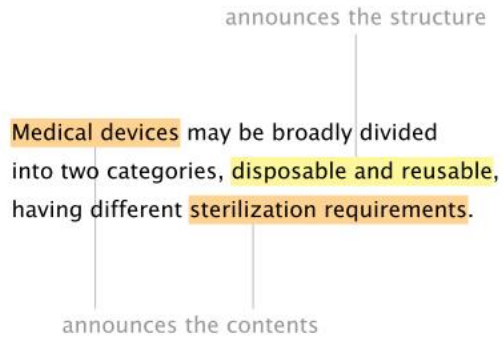 announces the structure
Medical devices may be broadly divided
into two categories, disposable and reusable,
having different sterilization requirements.
announces the contents